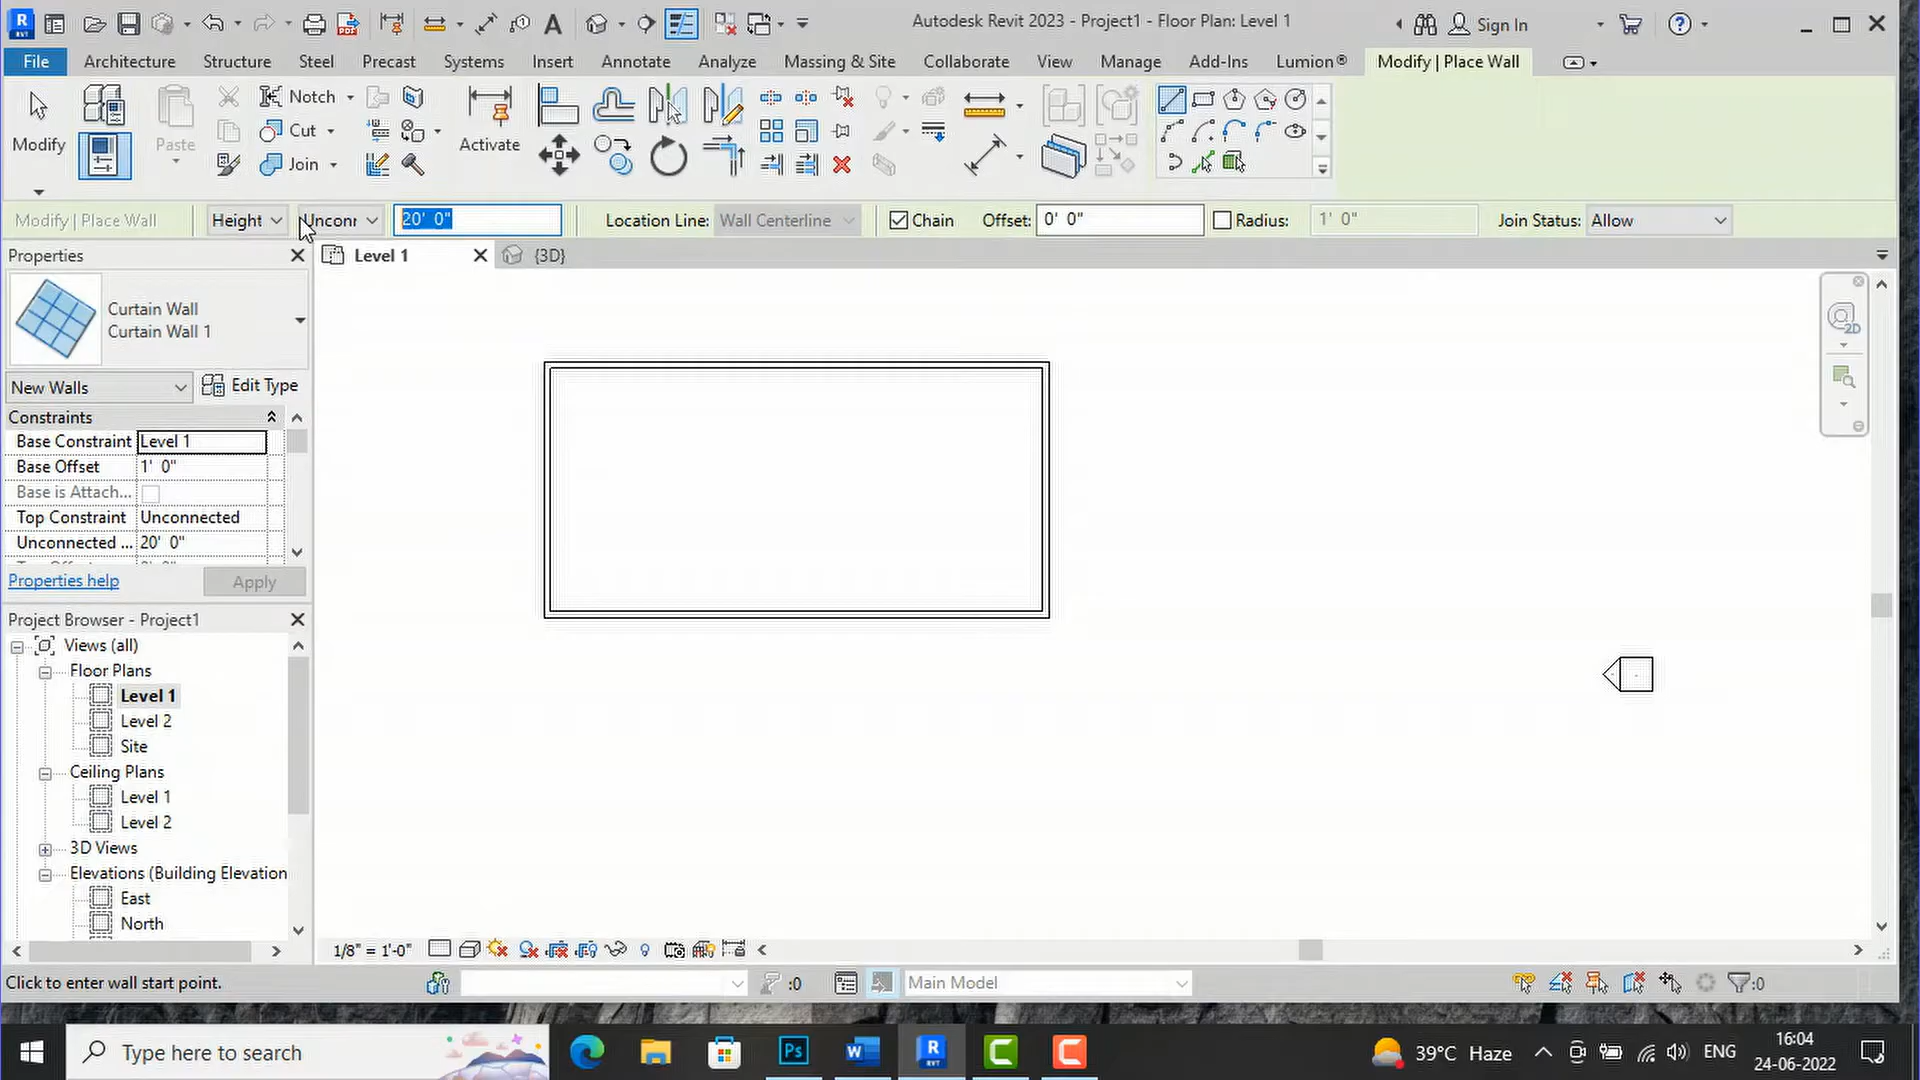 R
RVT
Autodesk Revit 2023 - Project1 - Floor Plan: Level 1
Sign In
File Architecture Structure Steel Precast Systems Insert Annotate Analyze Massing & Site Collaborate View Manage Add-Ins Lumion® Modify | Place Wall
Modify
Paste
Notch
Cut
Join
Activate
Modify | Place Wall
Height
Unconr
20' 0"
Location Line: Wall Centerline
Chain
Offset: 0' 0"
Radius: 1' 0"
Join Status: Allow
Properties
Level 1
{3D}
Curtain Wall
Curtain Wall 1
New Walls
Edit Type
Constraints
Base Constraint Level 1
Base Offset 1' 0"
Base is Attach...
Top Constraint Unconnected
Unconnected ... 20' 0"
Properties help
Apply
Project Browser - Project1
Views (all)
Floor Plans
Level 1
Level 2
Site
Ceiling Plans
Level 1
Level 2
3D Views
Elevations (Building Elevation
East
North
2D
1/8" = 1'-0"
Click to enter wall start point.
:0
Main Model
:0
Type here to search
Ps
W
R
RVT
C
C
39°C Haze
ENG
16:04
24-06-2022